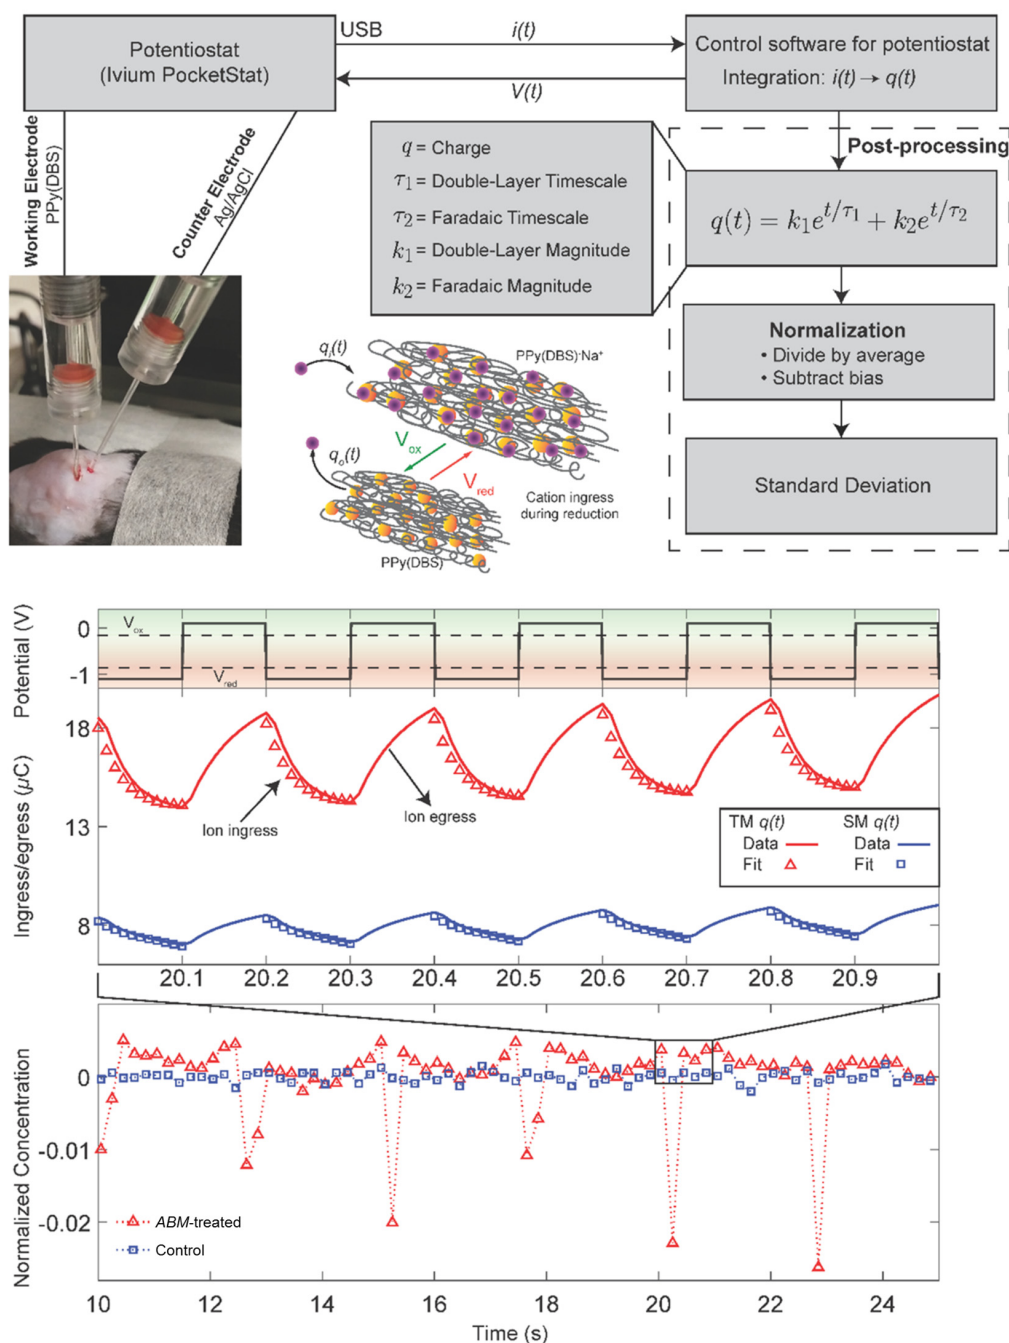 Potentiostat
(Ivium PocketStat)
USB
i(t)
V(t)
Control software for potentiostat
Integration: i(t) → q(t)
Working Electrode
PPy(DBS)
Counter Electrode
Ag/AgCl
q = Charge
τ₁ = Double-Layer Timescale
τ₂ = Faradaic Timescale
k₁ = Double-Layer Magnitude
k₂ = Faradaic Magnitude
Post-processing
q(t) = k₁e^{t/τ₁} + k₂e^{t/τ₂}
Normalization
• Divide by average
• Subtract bias
Standard Deviation
qᵢ(t)
PPy(DBS)·Na⁺
qₒ(t)
V_ox
V_red
Cation ingress
during reduction
PPy(DBS)
Potential (V)
0
-1
V_ox
V_red
Ingress/egress (μC)
18
13
8
Ion ingress
Ion egress
TM q(t) SM q(t)
Data Data
Fit Fit
20.1 20.2 20.3 20.4 20.5 20.6 20.7 20.8 20.9
Normalized Concentration
0
-0.01
-0.02
ABM-treated
Control
10 12 14 16 18 20 22 24
Time (s)